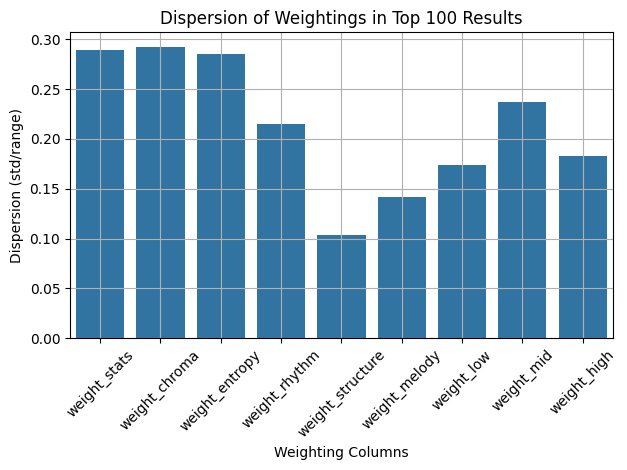 Dispersion of Weightings in Top 100 Results
Dispersion (std/range)
0.30
0.25
0.20
0.15
0.10
0.05
0.00
weight_stats
weight_chroma
weight_entropy
weight_rhythm
weight_structure
weight_melody
weight_low
weight_mid
weight_high
Weighting Columns